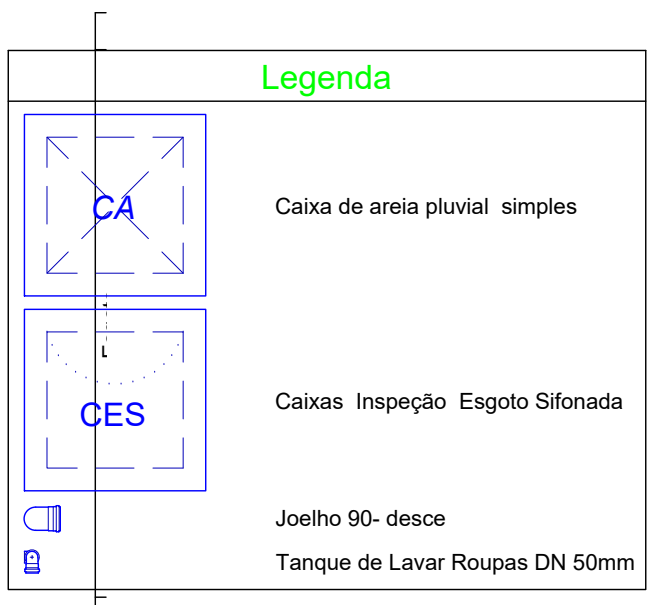 Legenda
CA
Caixa de areia pluvial simples
CES
Caixas Inspeção Esgoto Sifonada
Joelho 90- desce
Tanque de Lavar Roupas DN 50mm